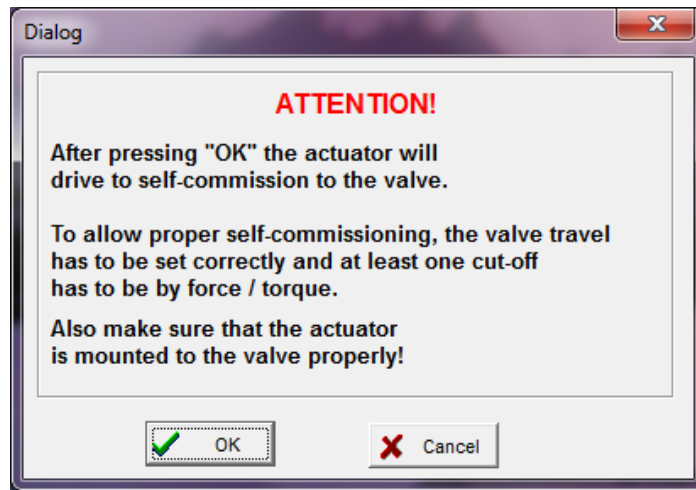 Dialog
ATTENTION!
After pressing "OK" the actuator will
drive to self-commission to the valve.
To allow proper self-commissioning, the valve travel
has to be set correctly and at least one cut-off
has to be by force / torque.
Also make sure that the actuator
is mounted to the valve properly!
OK
Cancel